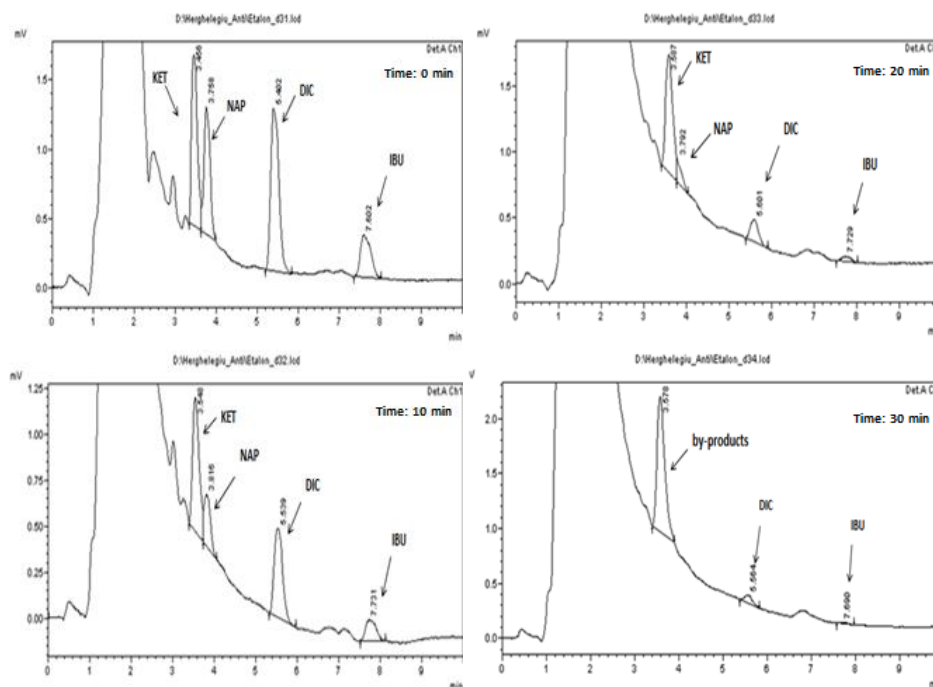 D:\Herghelegiu_Anti\Etalon_d31.lcd
mV
Det.A Ch1
Time: 0 min
KET
3.466
NAP
3.758
DIC
5.402
IBU
7.602
1.5
1.0
0.5
0.0
0 1 2 3 4 5 6 7 8 9
min
D:\Herghelegiu_Anti\Etalon_d33.lcd
mV
Det.A Ch
Time: 20 min
3.587
KET
3.792
NAP
DIC
5.601
IBU
7.729
1.5
1.0
0.5
0.0
0 1 2 3 4 5 6 7 8 9
min
D:\Herghelegiu_Anti\Etalon_d32.lcd
mV
Det.A Ch1
Time: 10 min
3.548
KET
3.816
NAP
5.539
DIC
7.731
IBU
1.25
1.00
0.75
0.50
0.25
0.00
0 1 2 3 4 5 6 7 8 9
min
D:\Herghelegiu_Anti\Etalon_d34.lcd
V
Det.A C
Time: 30 min
3.578
by-products
DIC
5.564
IBU
7.690
2.0
1.5
1.0
0.5
0.0
0 1 2 3 4 5 6 7 8 9